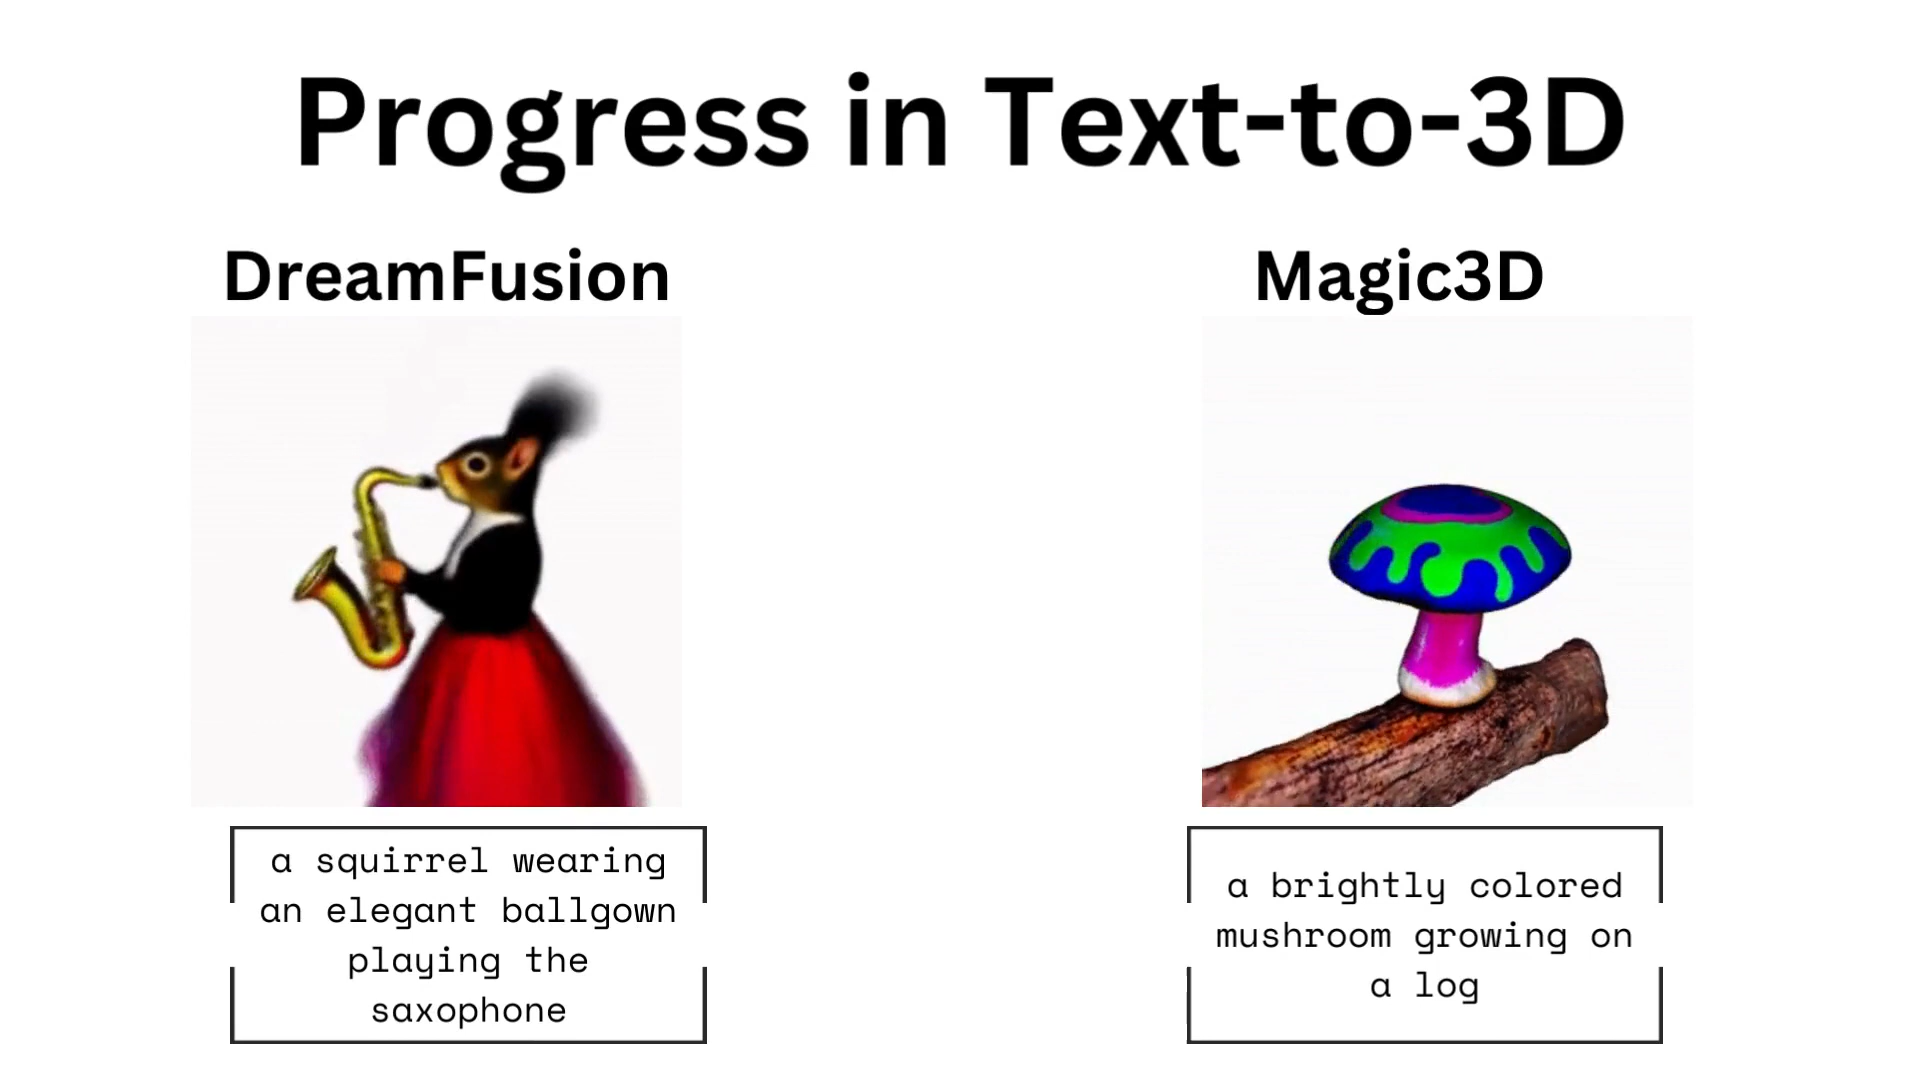 Progress in Text-to-3D
DreamFusion
Magic3D
a squirrel wearing
an elegant ballgown
playing the
saxophone
a brightly colored
mushroom growing on
a log